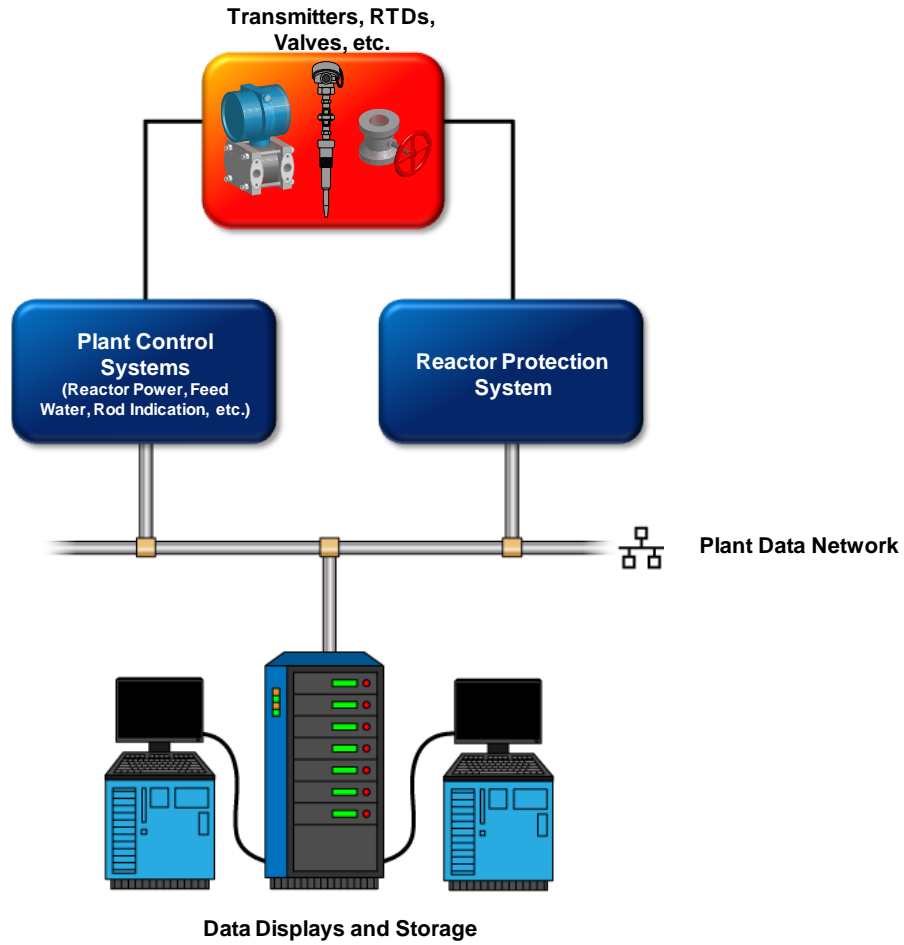 Transmitters, RTDs,
Valves, etc.
Plant Control
Systems
(Reactor Power, Feed
Water, Rod Indication, etc.)
Reactor Protection
System
Plant Data Network
Data Displays and Storage